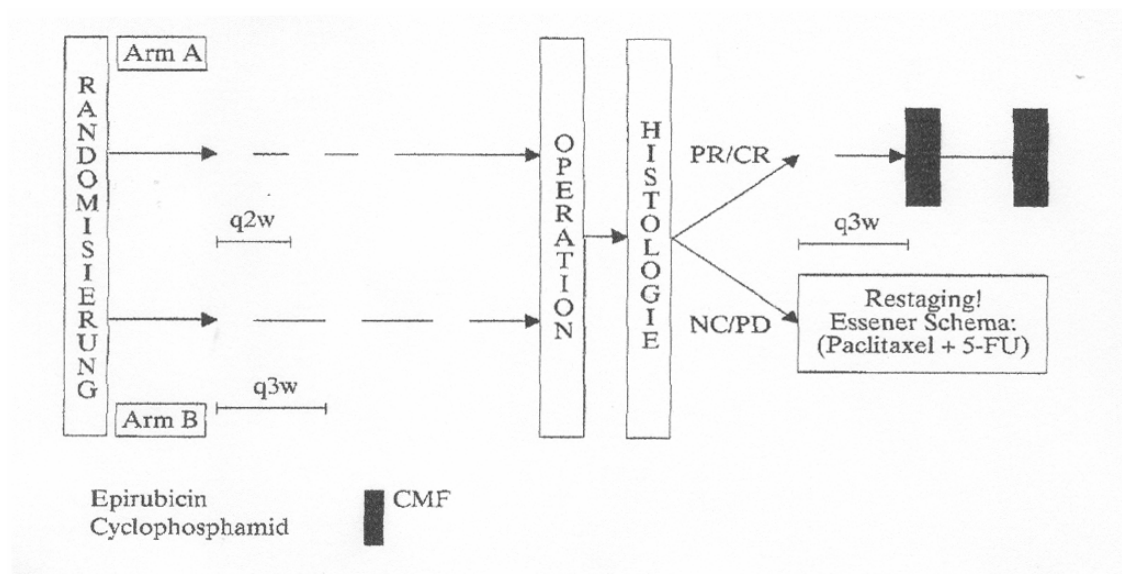 Arm A
RANDOMISIERUNG
OPERATION
HISTOLOGIE
PR/CR
q2w
q3w
NC/PD
Restaging!
Essener Schema:
(Paclitaxel + 5-FU)
q3w
Arm B
Epirubicin
Cyclophosphamid
CMF